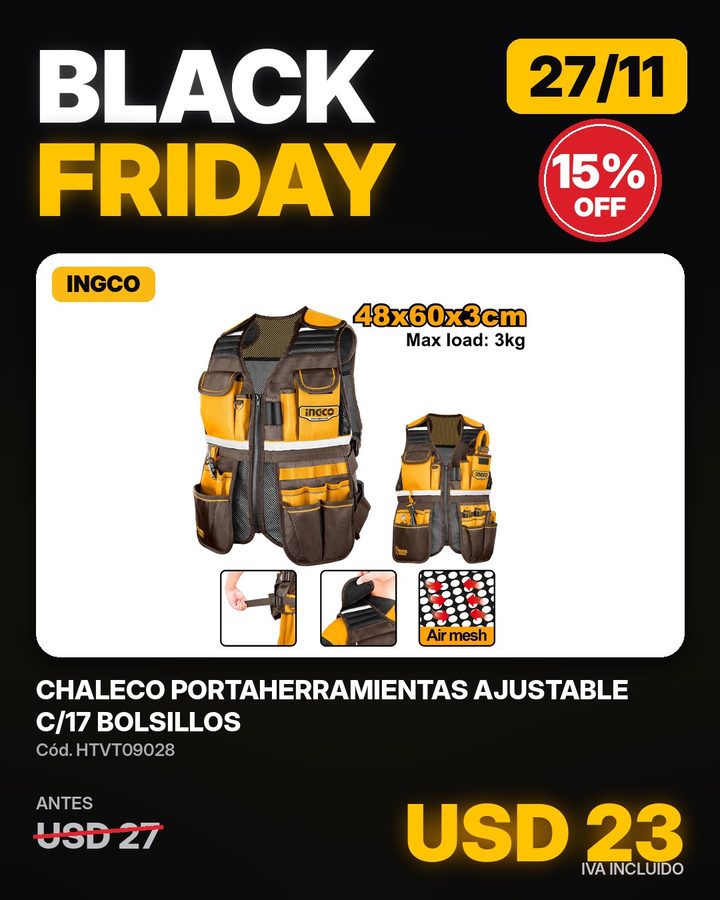 BLACK
FRIDAY
27/11
15%
OFF
INGCO
48x60x3cm
Max load: 3kg
INGCO
Air mesh
CHALECO PORTAHERRAMIENTAS AJUSTABLE
C/17 BOLSILLOS
Cód. HTVT09028
ANTES
USD 27
USD 23
IVA INCLUIDO